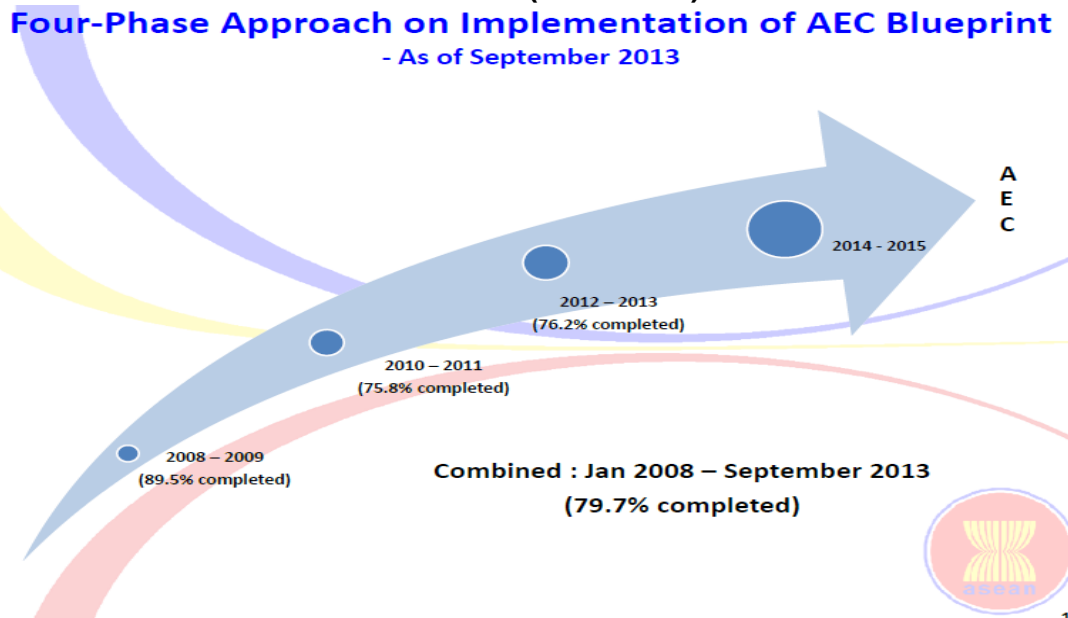 Four-Phase Approach on Implementation of AEC Blueprint
- As of September 2013
A
E
C
2014 - 2015
2012 – 2013
(76.2% completed)
2010 – 2011
(75.8% completed)
2008 – 2009
(89.5% completed)
Combined : Jan 2008 – September 2013
(79.7% completed)
asean